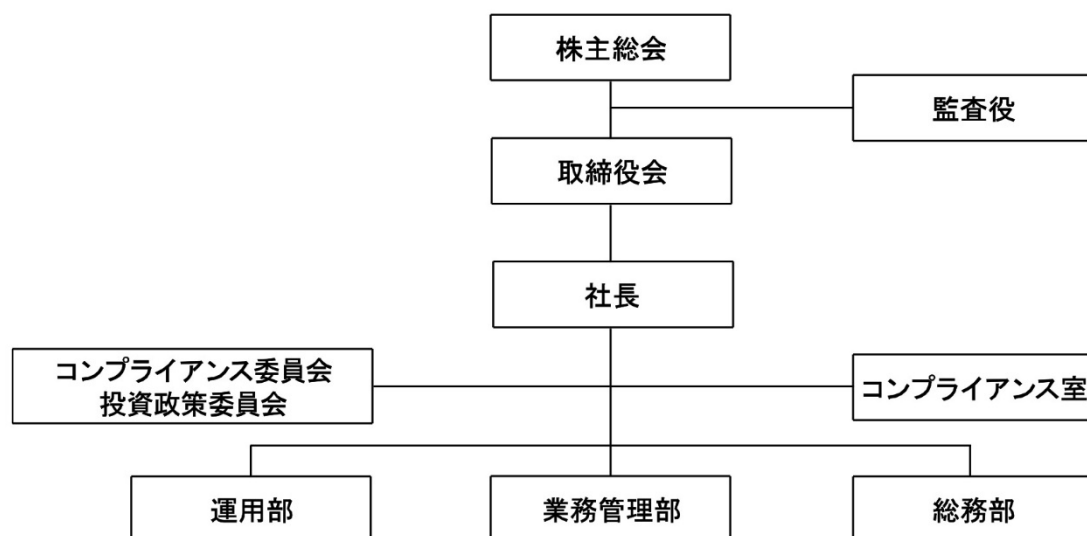 株主総会
監査役
取締役会
社長
コンプライアンス委員会
投資政策委員会
コンプライアンス室
運用部
業務管理部
総務部